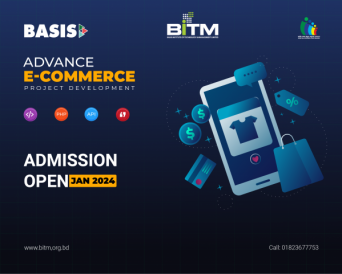 BASIS
BITM
ADVANCE
E-COMMERCE
PROJECT DEVELOPMENT
PHP
API
ADMISSION
OPEN JAN 2024
www.bitm.org.bd
Call: 01823677753